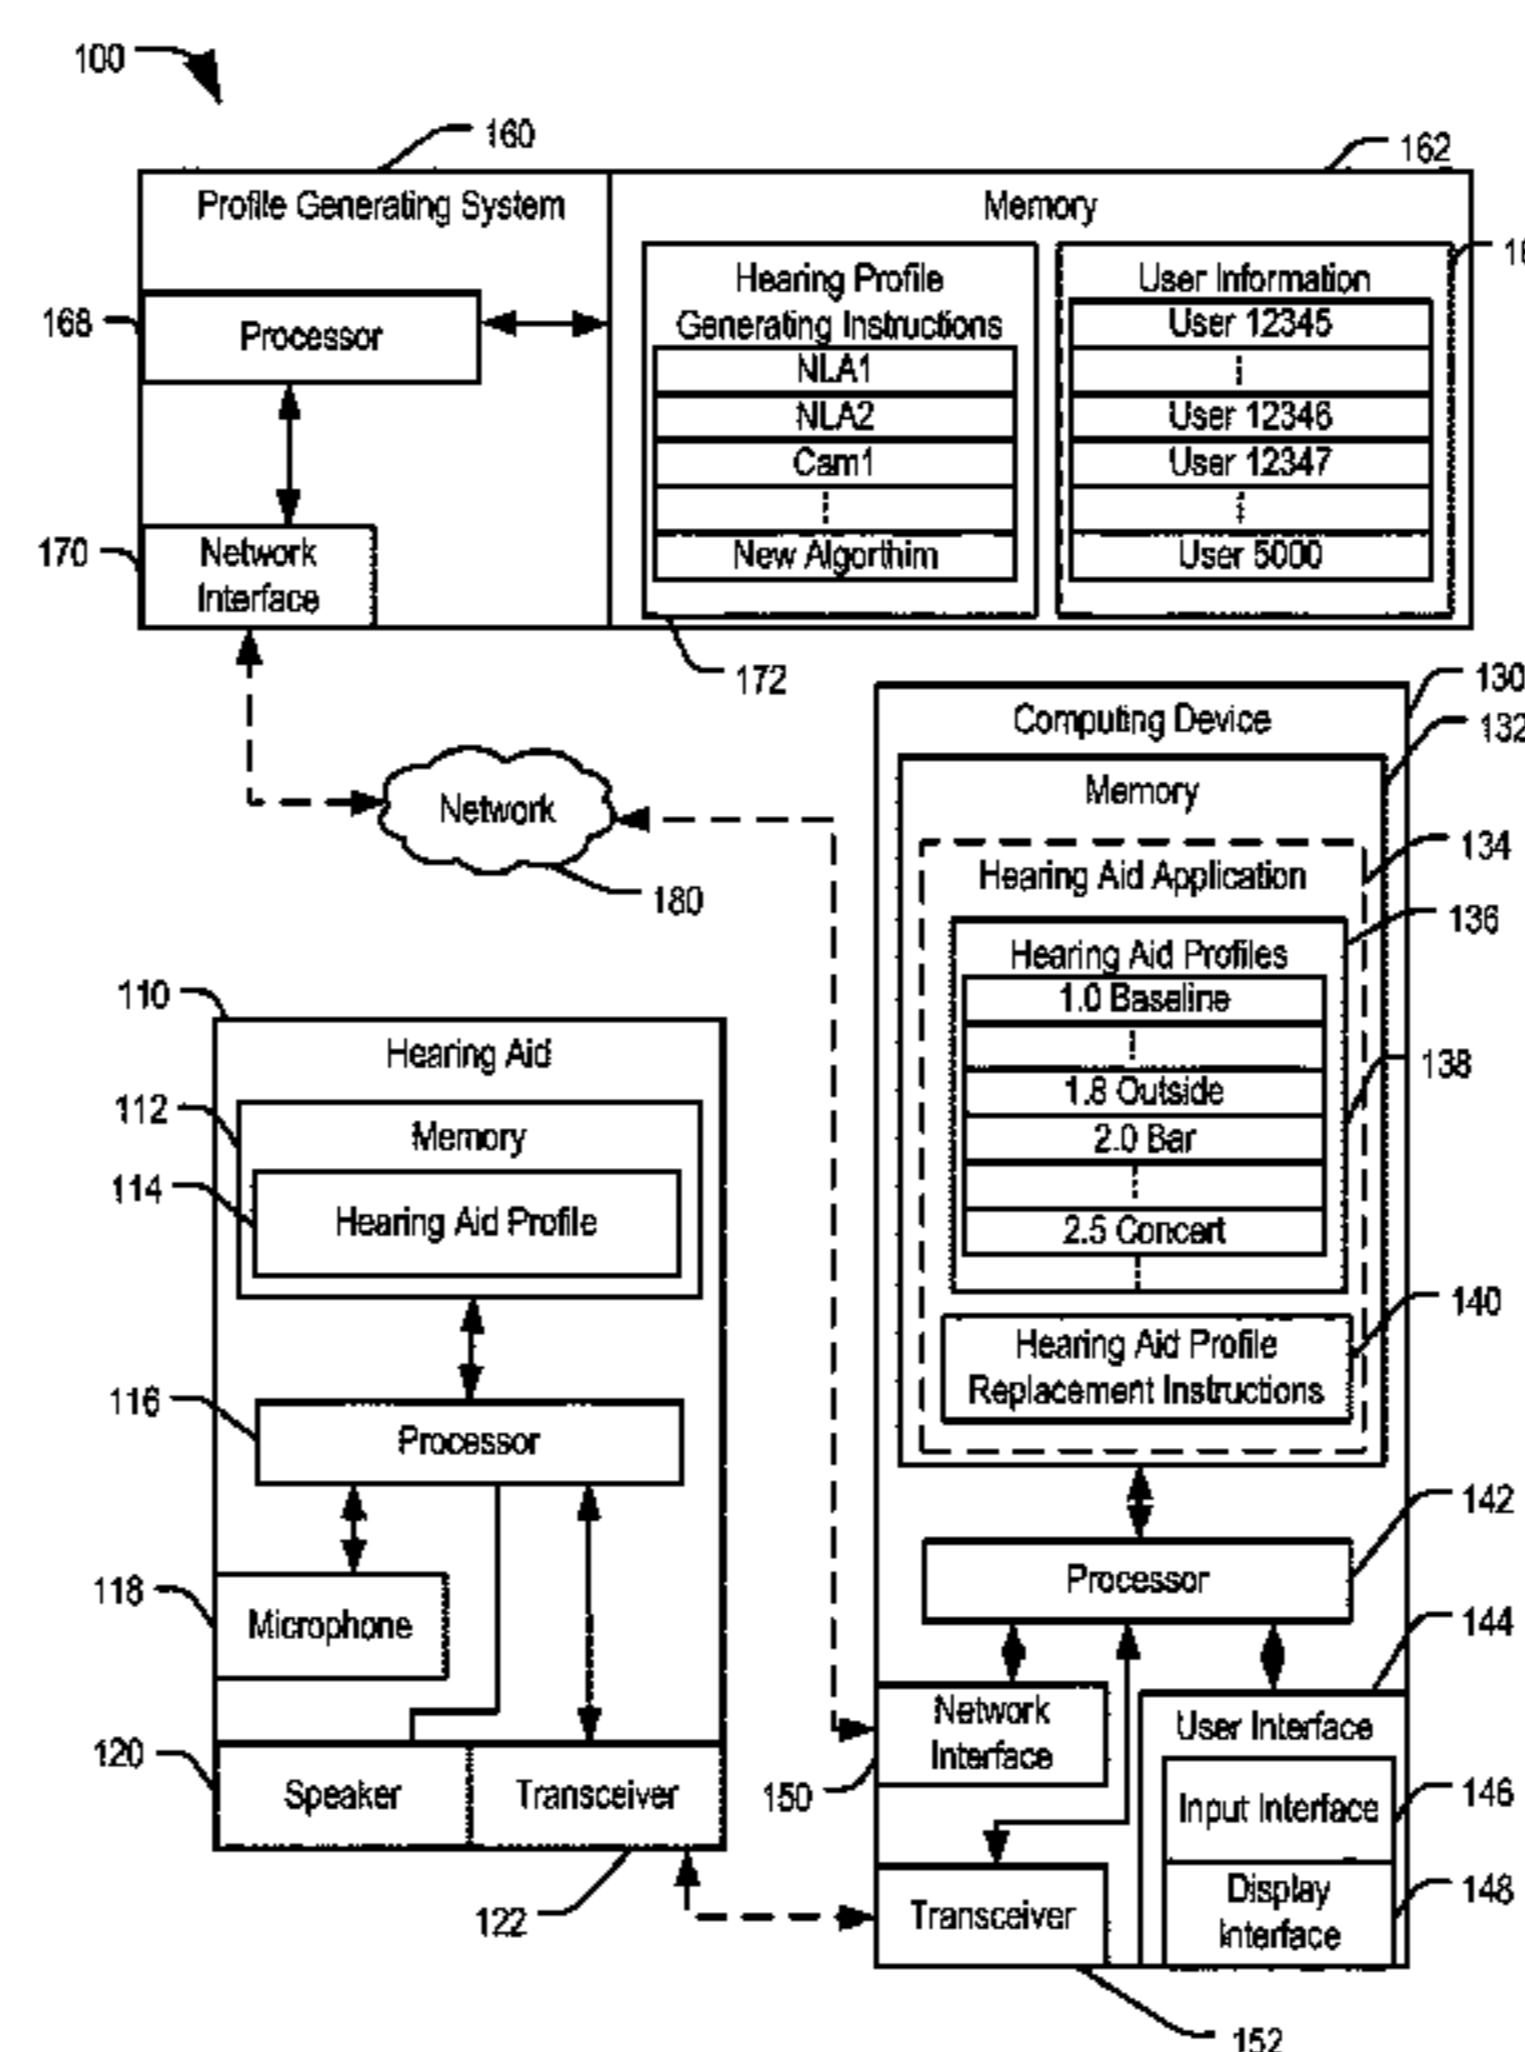 100
160
162
Profile Generating System
Memory
Hearing Profile
Generating Instructions
NLA1
NLA2
Cam1
New Algorthim
User Information
User 12345
User 12346
User 12347
User 5000
168
Processor
170
Network
Interface
172
130
132
Computing Device
Memory
Network
180
134
Hearing Aid Application
136
Hearing Aid Profiles
1.0 Baseline
1.8 Outside
2.0 Bar
2.5 Concert
138
140
Hearing Aid Profile
Replacement Instructions
110
Hearing Aid
112
Memory
114
Hearing Aid Profile
116
Processor
118
Microphone
120
Speaker
Transceiver
122
142
Processor
144
Network
Interface
150
User Interface
Input Interface
146
Display
Interface
148
Transceiver
152